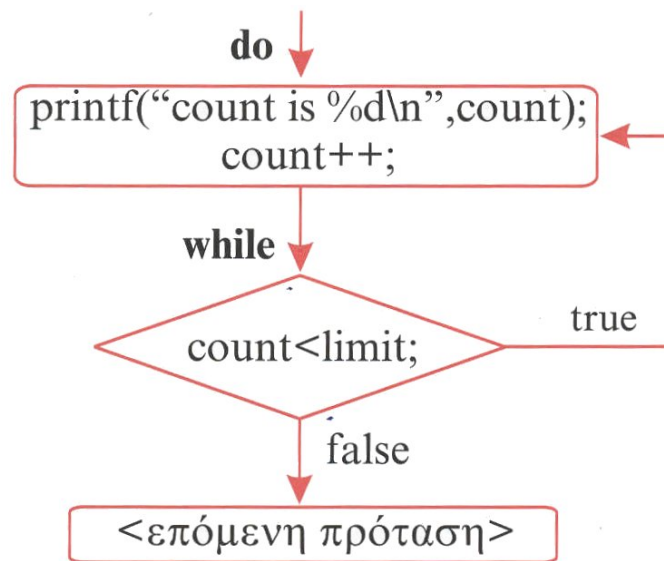 do
printf(“count is %d\n”,count);
count++;
while
count<limit;
true
false
<επόμενη πρόταση>